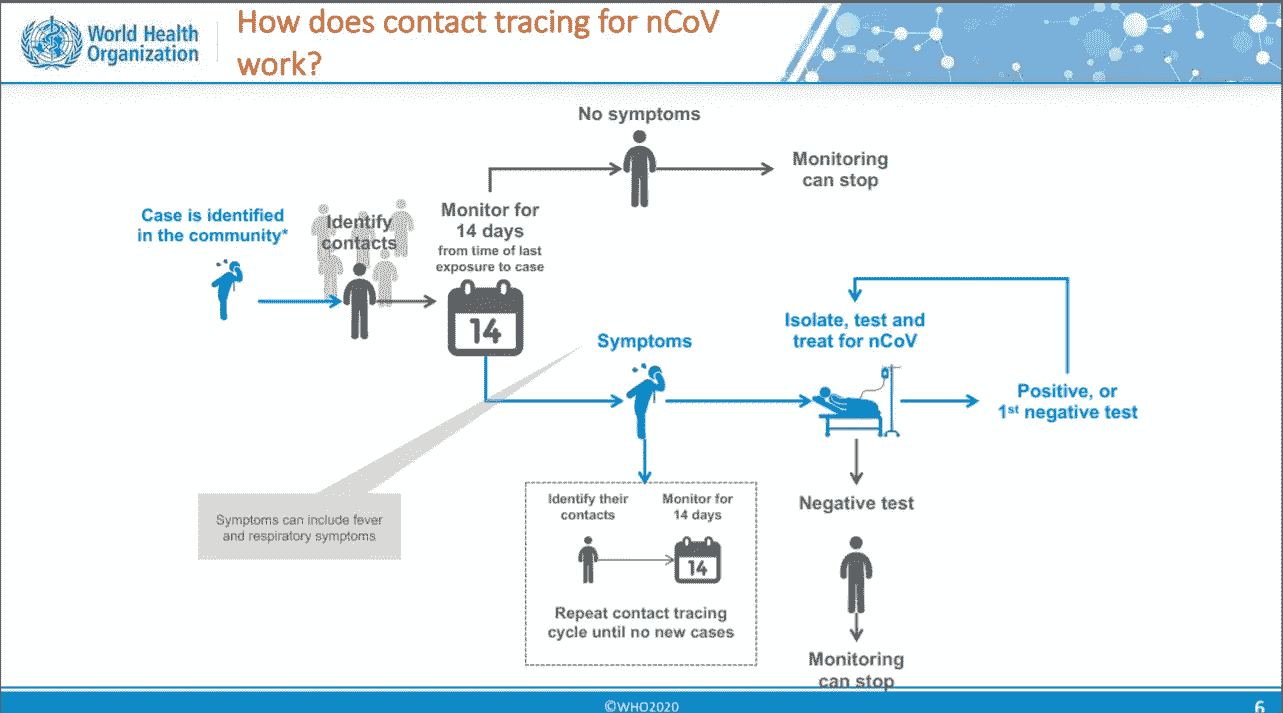 World Health
Organization
How does contact tracing for nCoV
work?
No symptoms
Monitoring
can stop
Case is identified
in the community*
Identify
contacts
Monitor for
14 days
from time of last
exposure to case
14
Symptoms
Isolate, test and
treat for nCoV
Positive, or
1st negative test
Symptoms can include fever
and respiratory symptoms
Identify their
contacts
Monitor for
14 days
14
Repeat contact tracing
cycle until no new cases
Negative test
Monitoring
can stop
©WHO2020
6